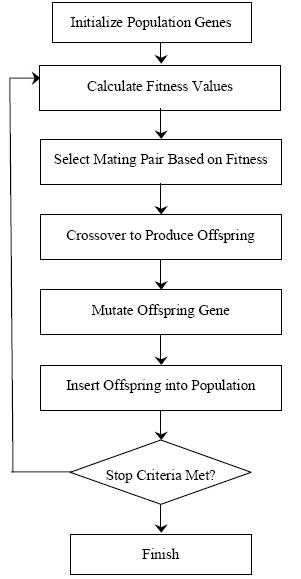 Initialize Population Genes
Calculate Fitness Values
Select Mating Pair Based on Fitness
Crossover to Produce Offspring
Mutate Offspring Gene
Insert Offspring into Population
Stop Criteria Met?
Finish